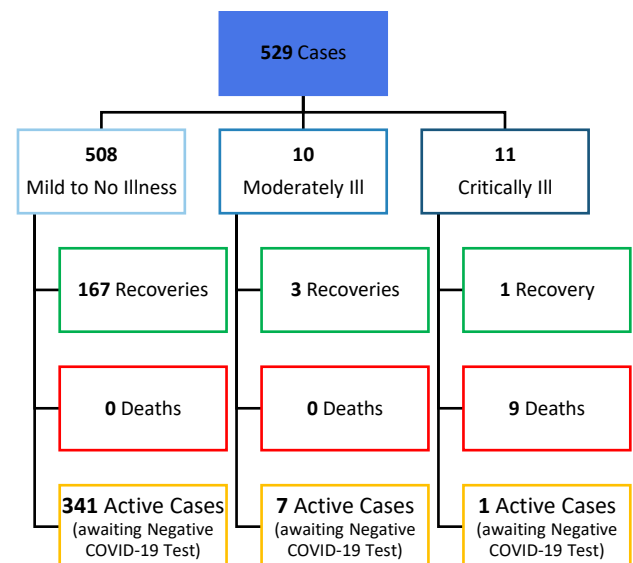 529 Cases
508
Mild to No Illness
10
Moderately Ill
11
Critically Ill
167 Recoveries
3 Recoveries
1 Recovery
0 Deaths
0 Deaths
9 Deaths
341 Active Cases
(awaiting Negative
COVID-19 Test)
7 Active Cases
(awaiting Negative
COVID-19 Test)
1 Active Cases
(awaiting Negative
COVID-19 Test)